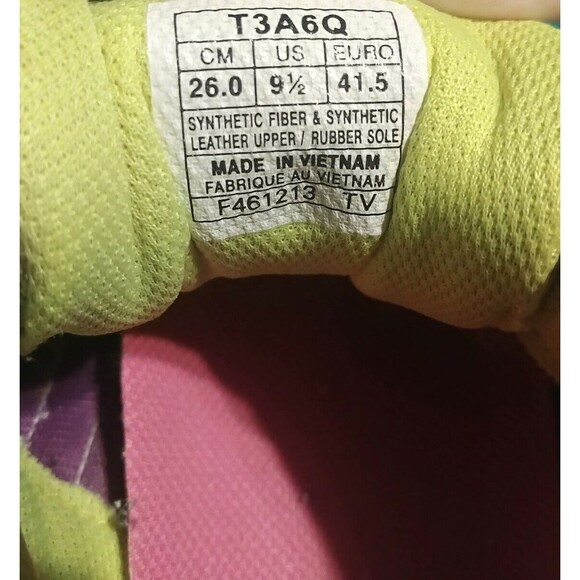 T3A6Q
CM US EURO
26.0 9½ 41.5
SYNTHETIC FIBER & SYNTHETIC
LEATHER UPPER / RUBBER SOLE
MADE IN VIETNAM
FABRIQUE AU VIETNAM
F461213 TV